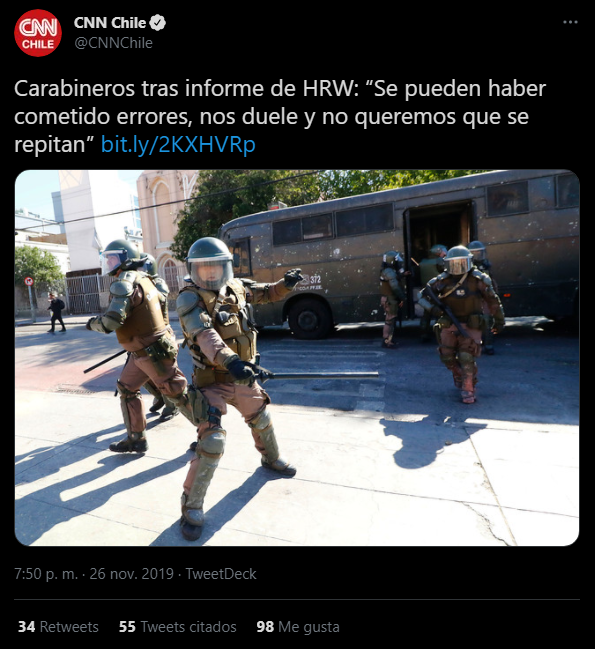 CNN
CHILE
CNN Chile
@CNNChile
Carabineros tras informe de HRW: “Se pueden haber
cometido errores, nos duele y no queremos que se
repitan” bit.ly/2KXHVRp
372
7:50 p. m. · 26 nov. 2019 · TweetDeck
34 Retweets 55 Tweets citados 98 Me gusta